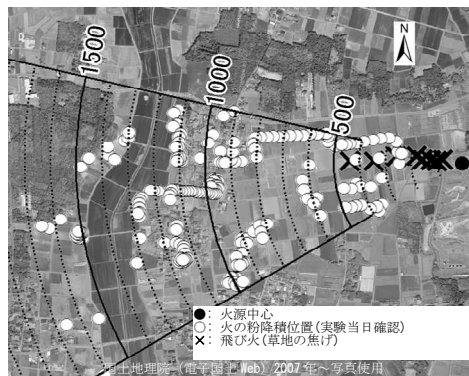 N
1500
1000
500
●： 火源中心
○： 火の粉降積位置(実験当日確認)
×： 飛び火(草地の焦げ)
国土地理院（電子国土Web）2007年～写真使用